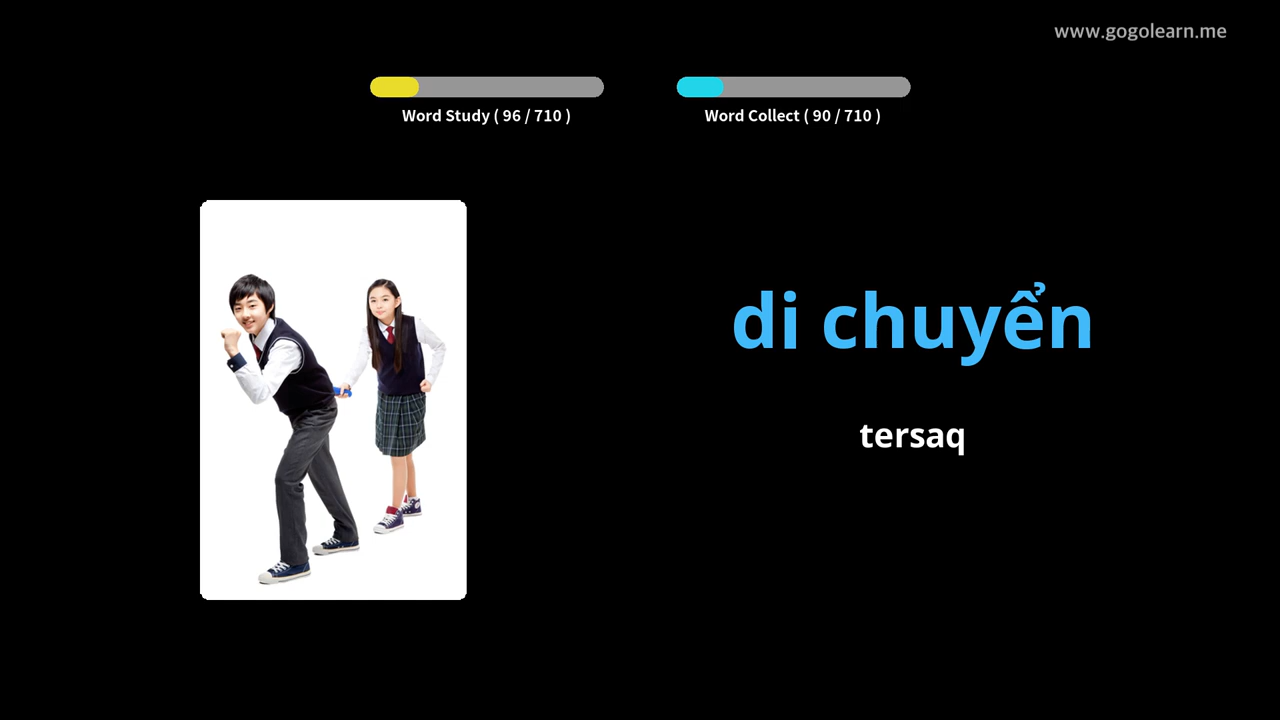 www.gogolearn.me
Word Study ( 96 / 710 )
Word Collect ( 90 / 710 )
di chuyển
tersaq